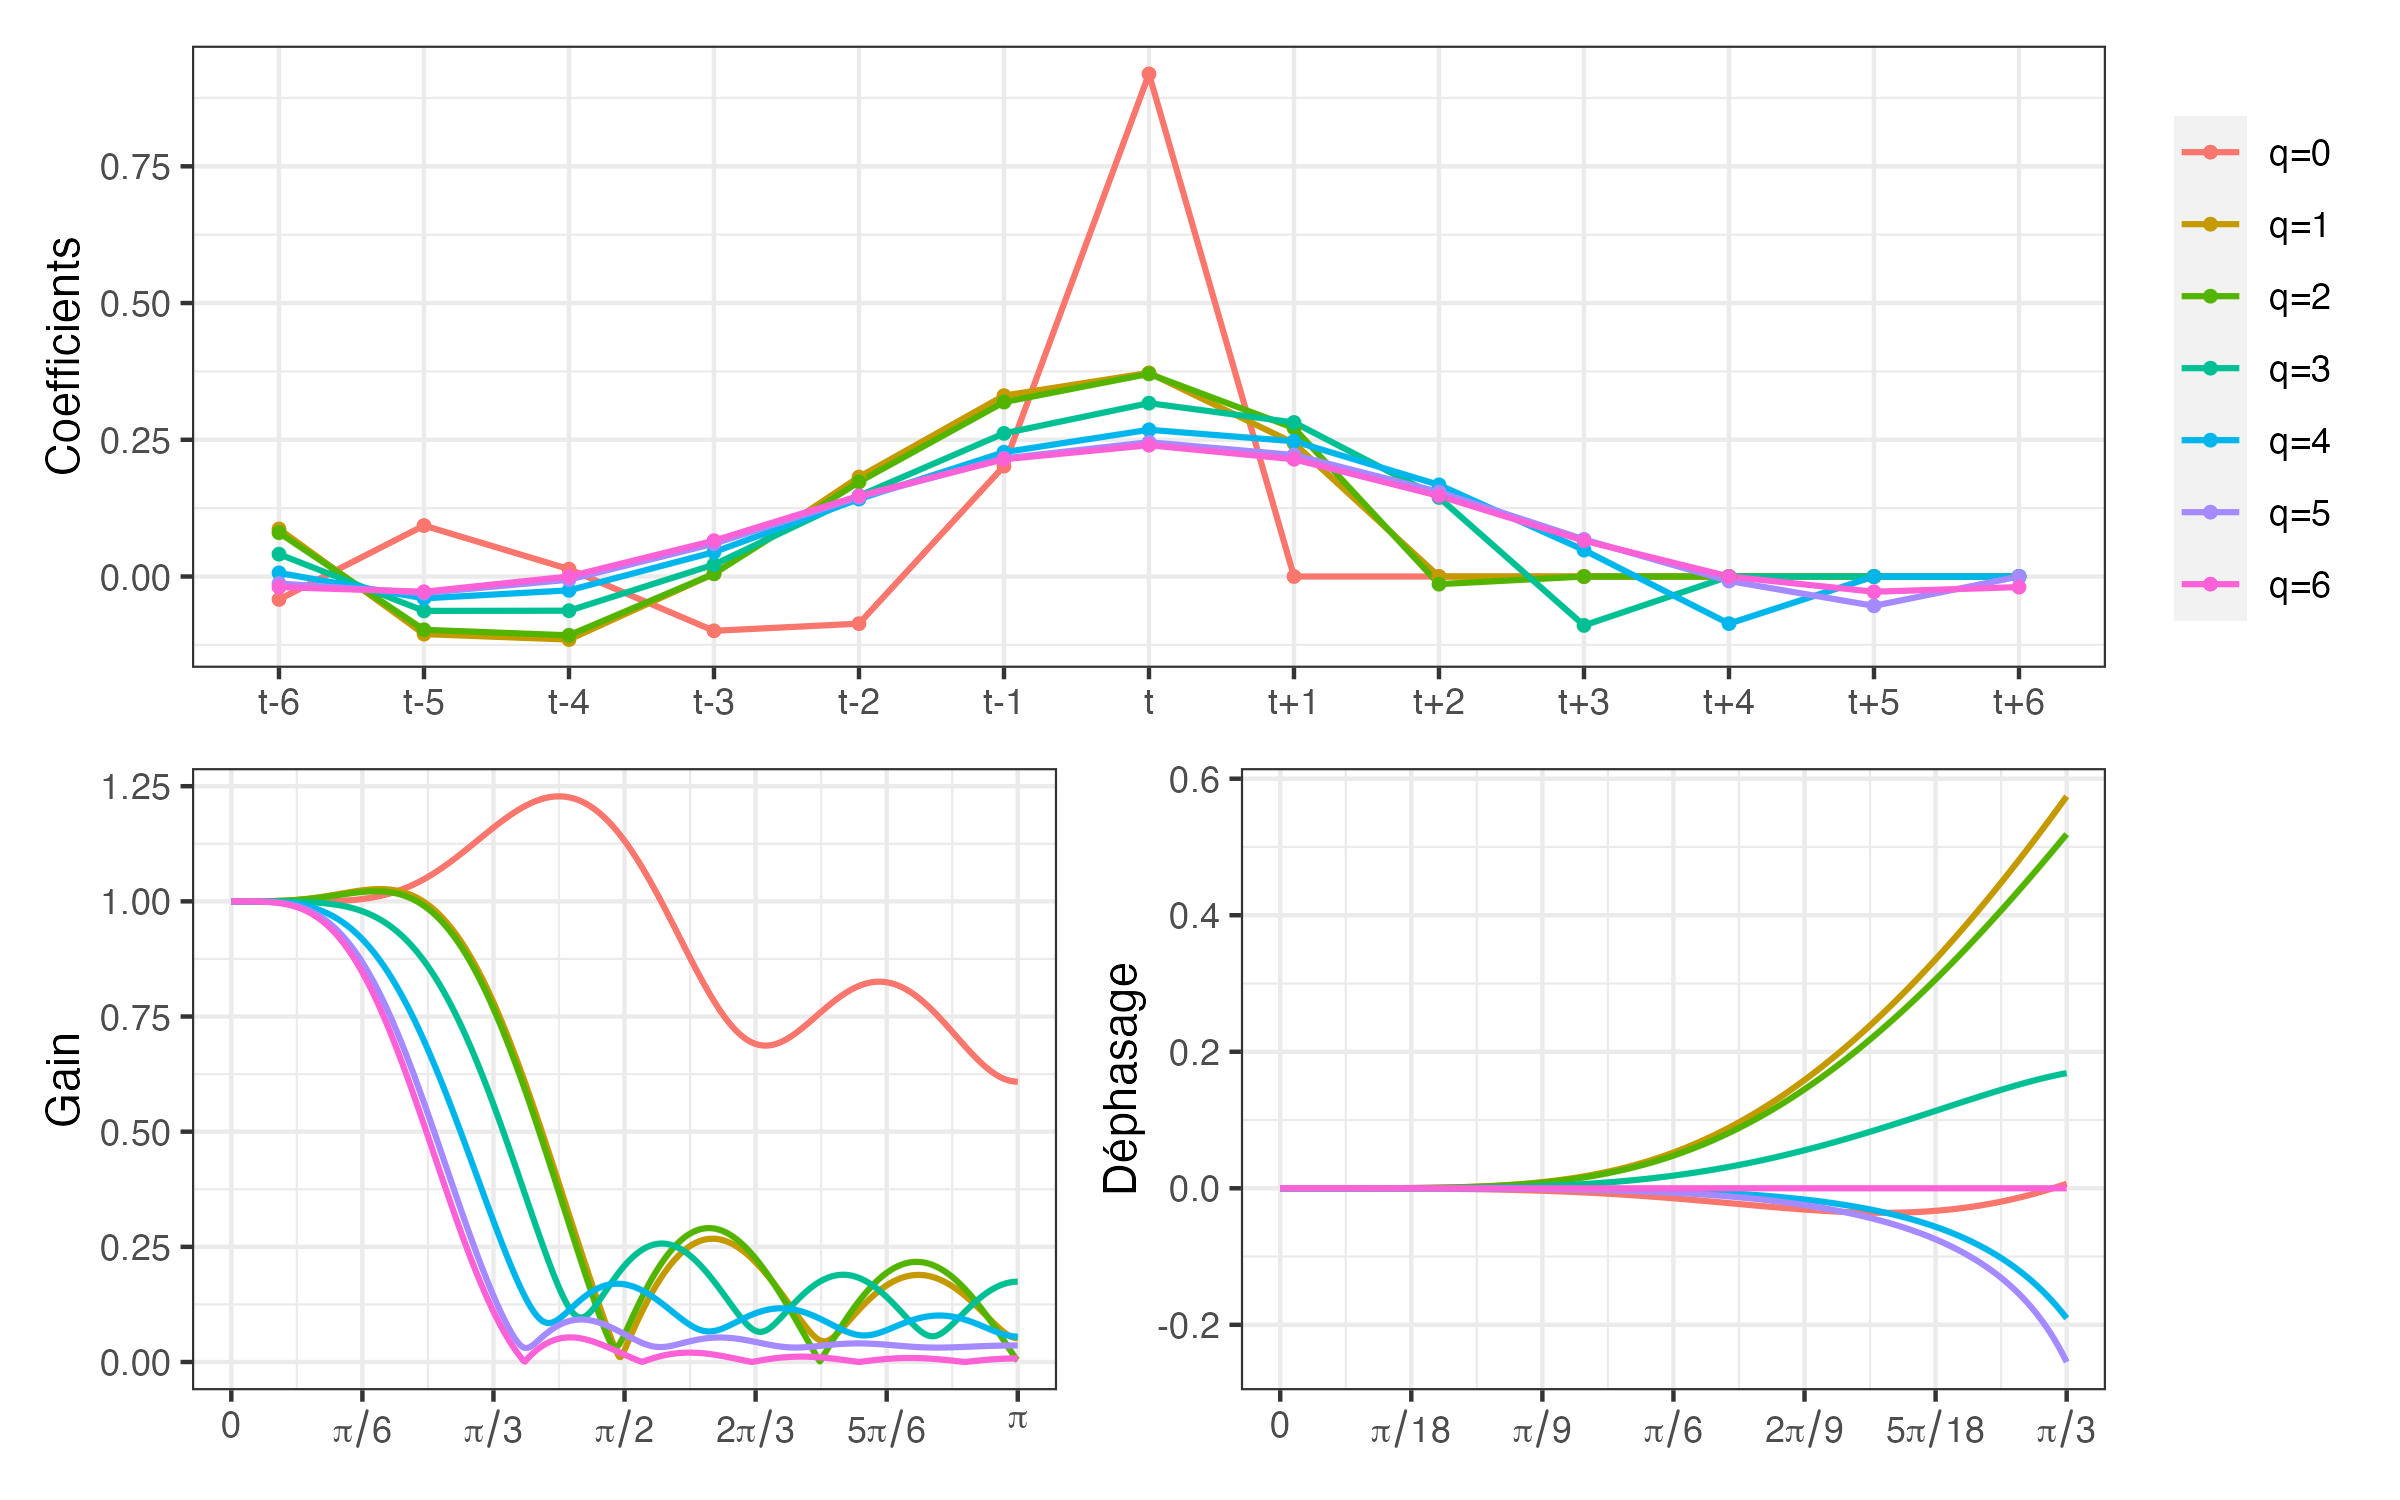 Coefficients
0.75
0.50
0.25
0.00
t-6 t-5 t-4 t-3 t-2 t-1 t t+1 t+2 t+3 t+4 t+5 t+6
q=0
q=1
q=2
q=3
q=4
q=5
q=6
Gain
1.25
1.00
0.75
0.50
0.25
0.00
0 π/6 π/3 π/2 2π/3 5π/6 π
Déphasage
0.6
0.4
0.2
0.0
-0.2
0 π/18 π/9 π/6 2π/9 5π/18 π/3